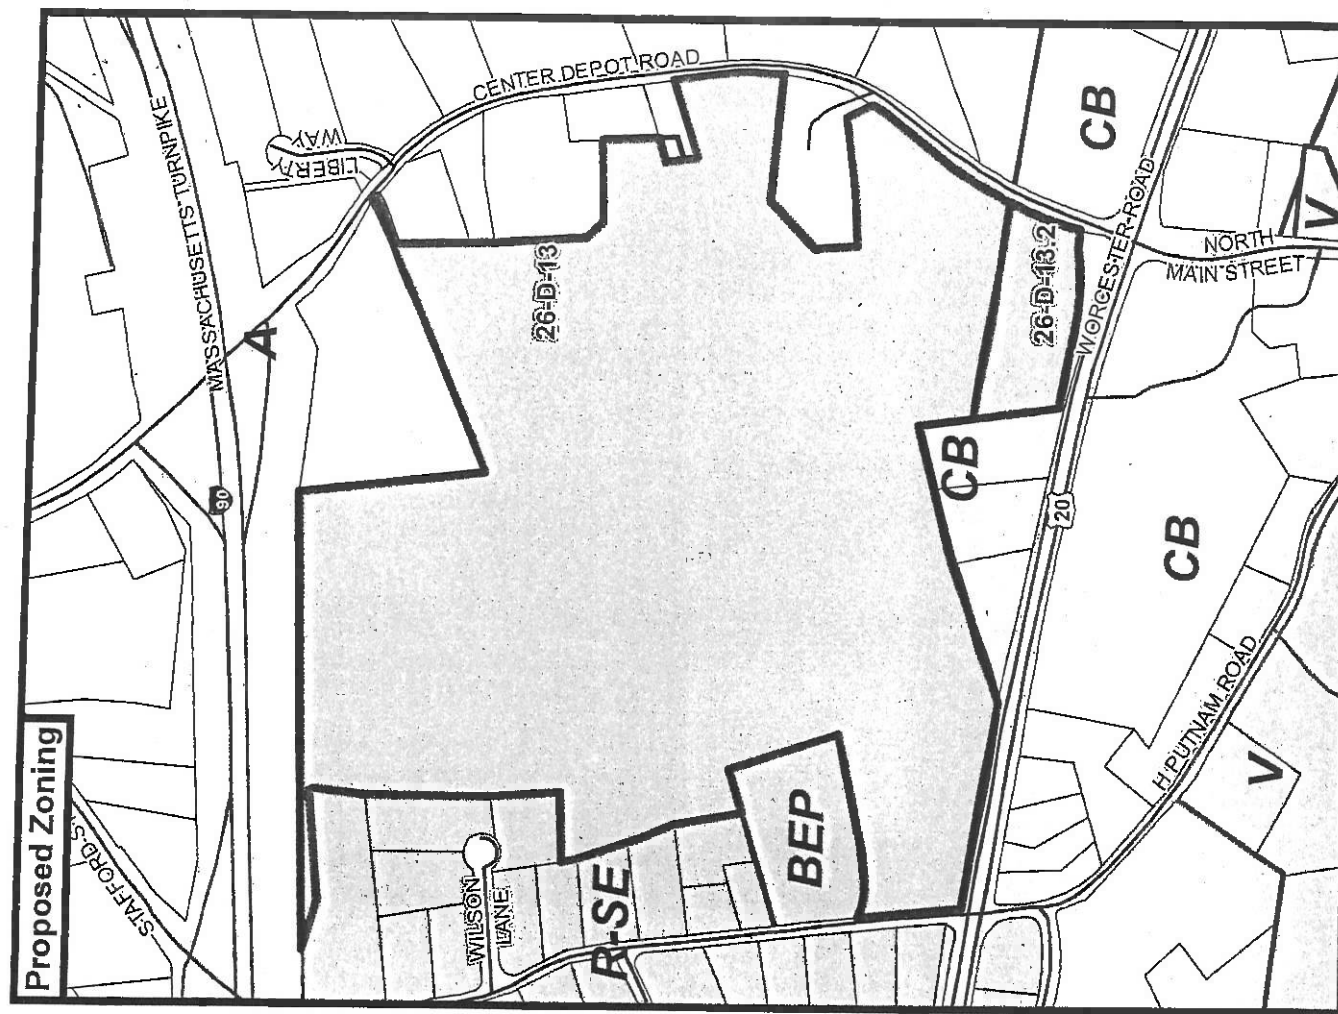 Proposed Zoning
STAFFORD ST
MASSACHUSETTS TURNPIKE
90
A
LIBERTY
WAY
CENTER DEPOT ROAD
26-D-13
WILSON
LANE
R-SE
BEP
CB
26-D-13.2
CB
WORCESTER ROAD
20
NORTH
MAIN STREET
V
CB
H PUTNAM ROAD
V